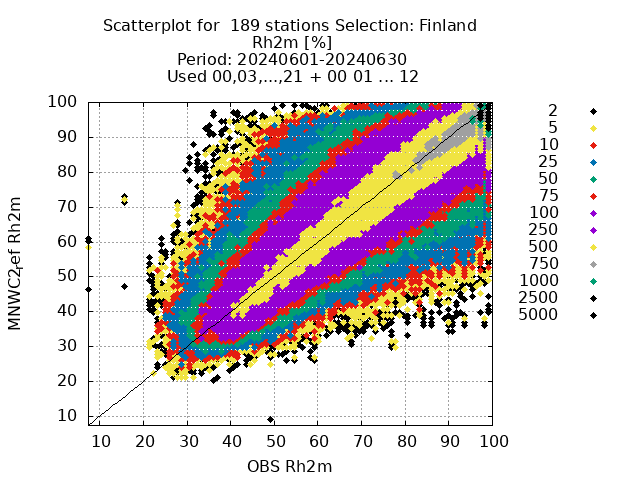 Scatterplot for  189 stations Selection: Finland
Rh2m [%]
Period: 20240601-20240630
Used 00,03,...,21 + 00 01 ... 12
MNWC2
ef Rh2m
100
90
80
70
60
50
40
30
20
10
10 20 30 40 50 60 70 80 90 100
OBS Rh2m
2
5
10
25
50
75
100
250
500
750
1000
2500
5000